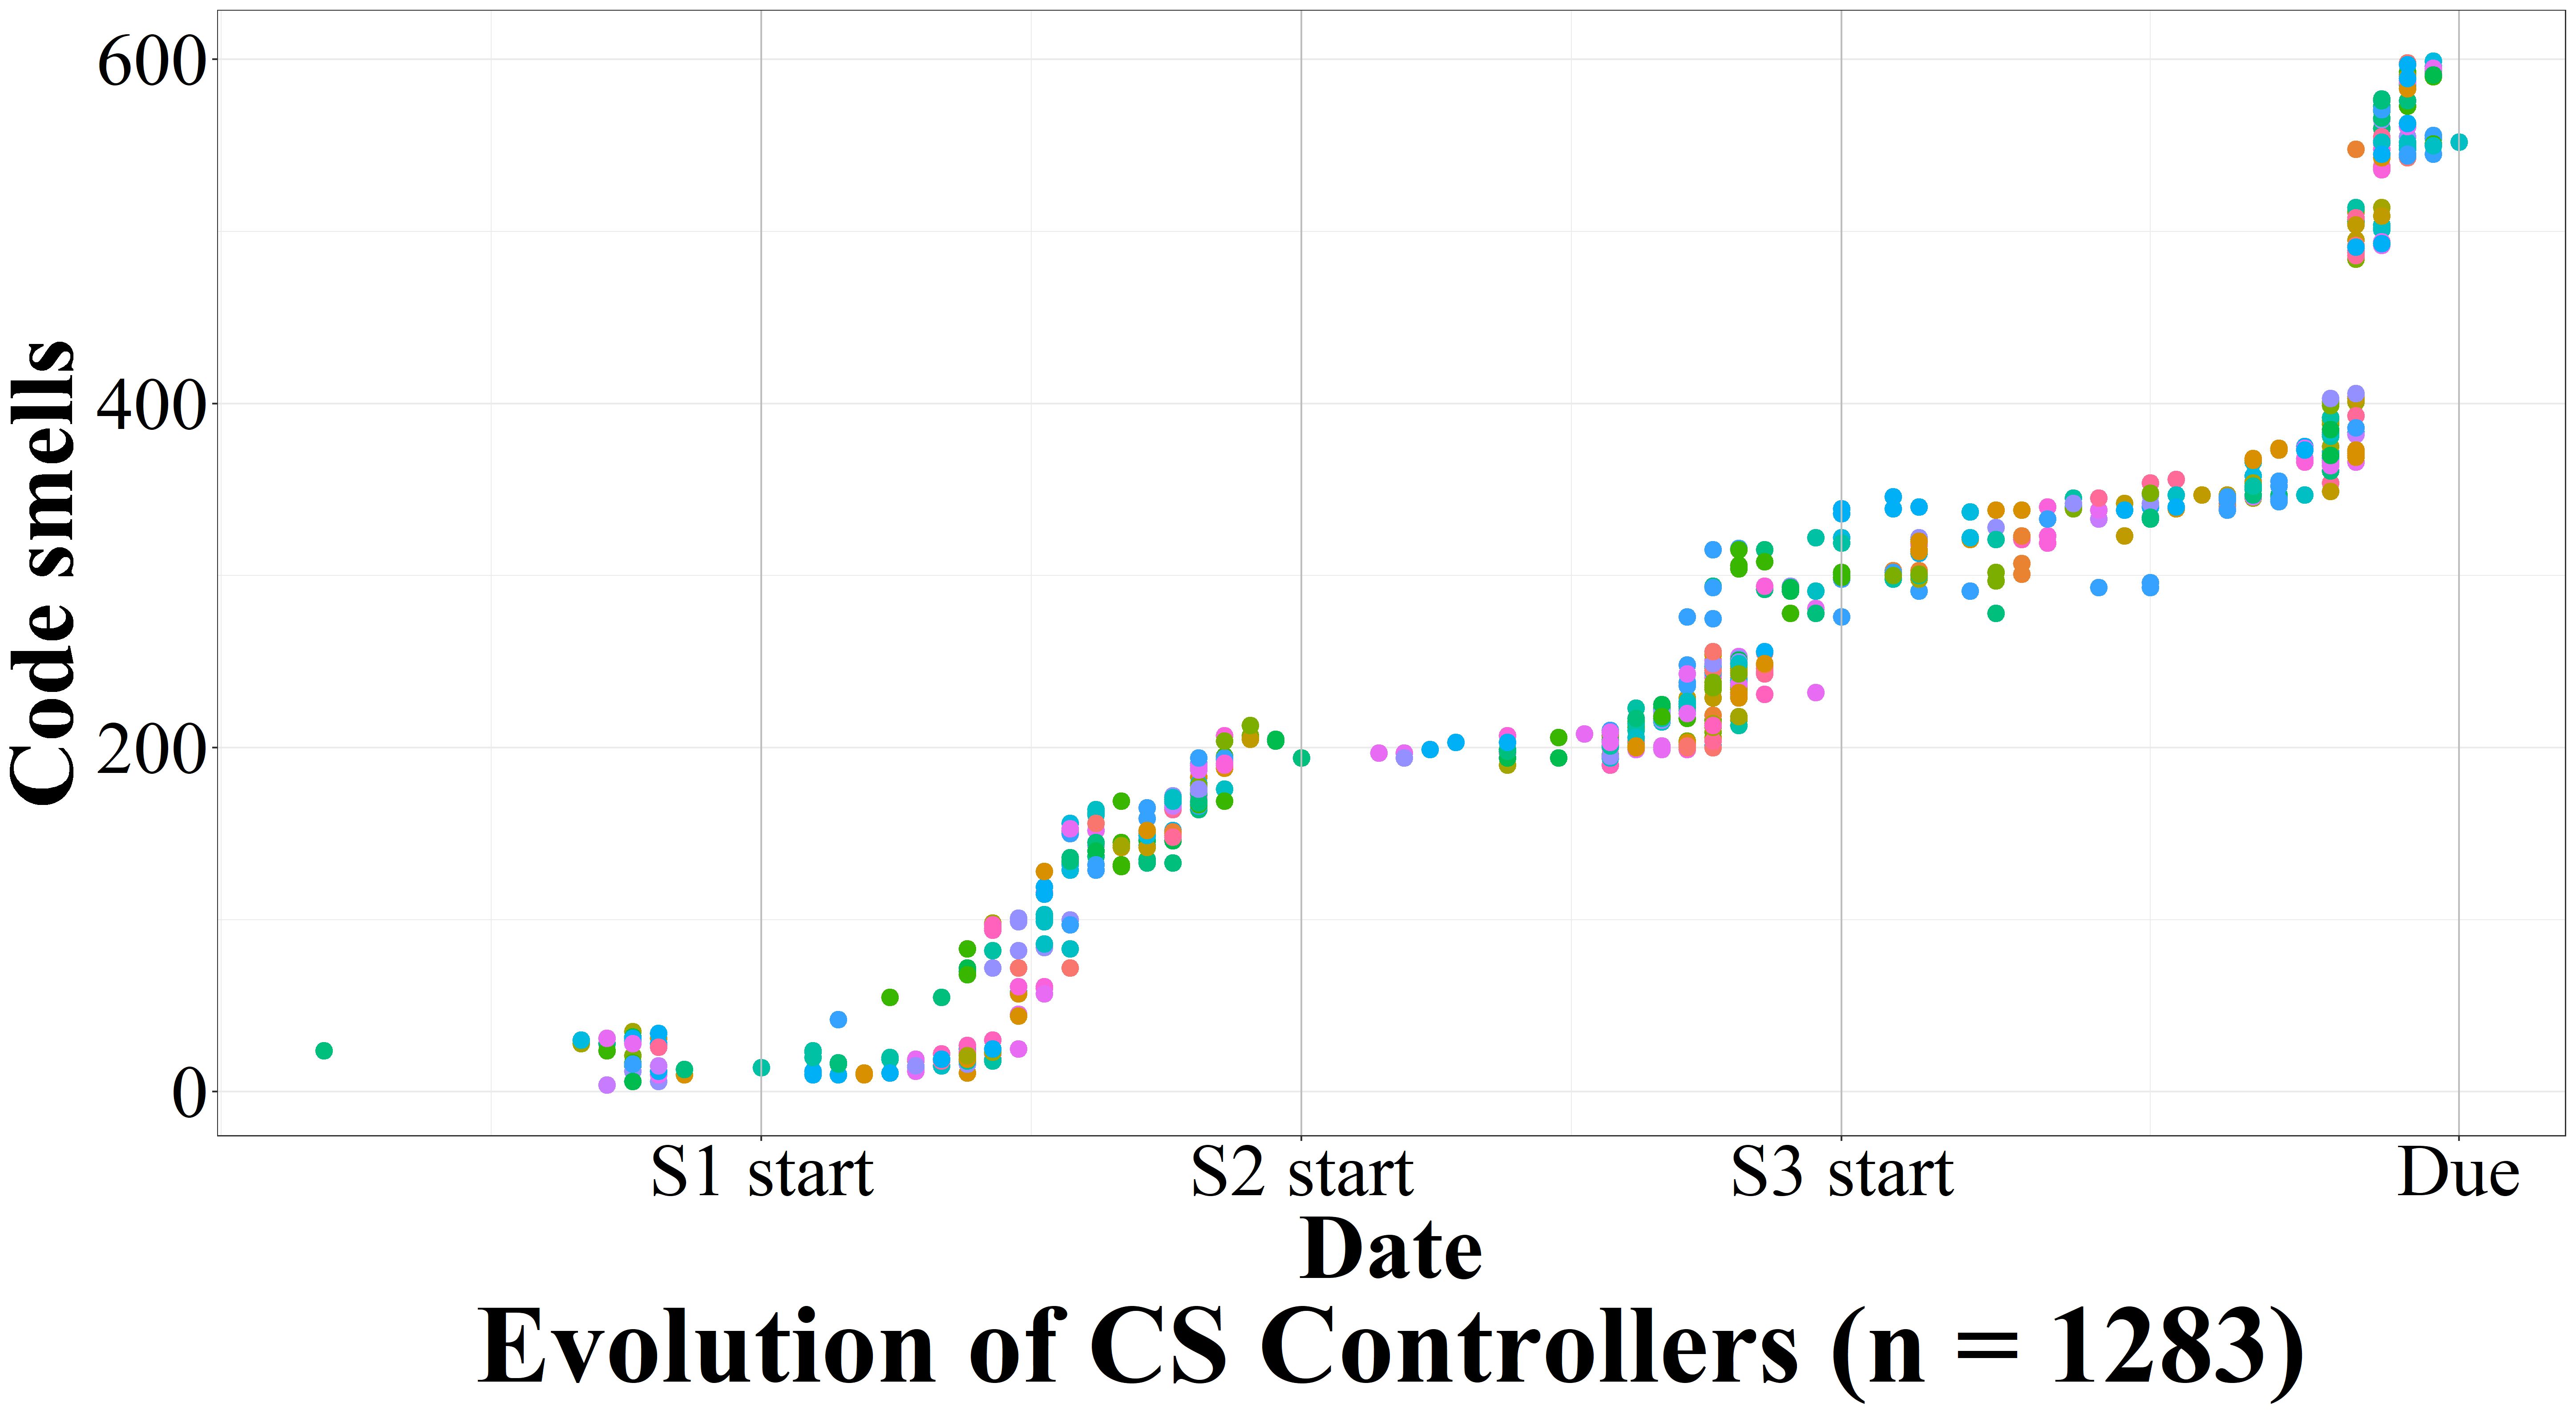 600
400
200
0
Code smells
S1 start
S2 start
S3 start
Due
Date
Evolution of CS Controllers (n = 1283)